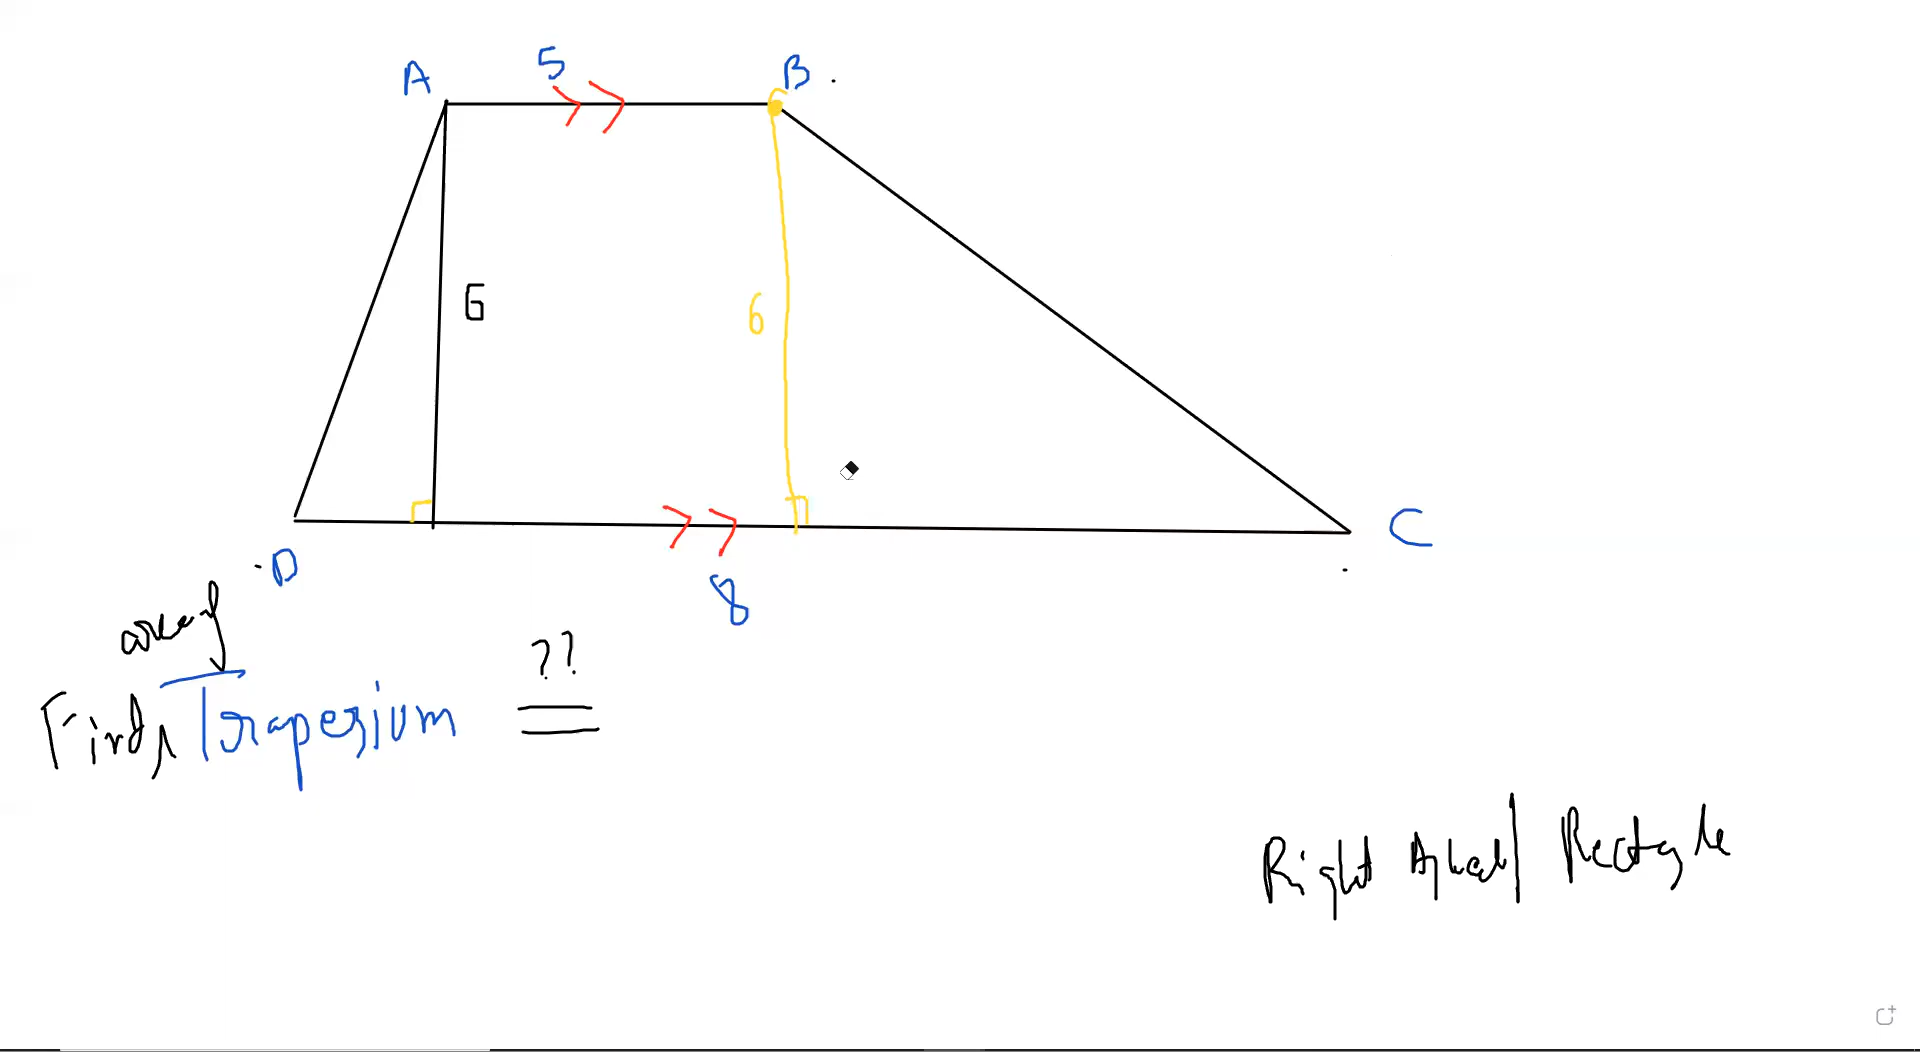 A 5 B
6 6
D 8 C
area of
Find Trapezium ??
Right Angled Rectangle